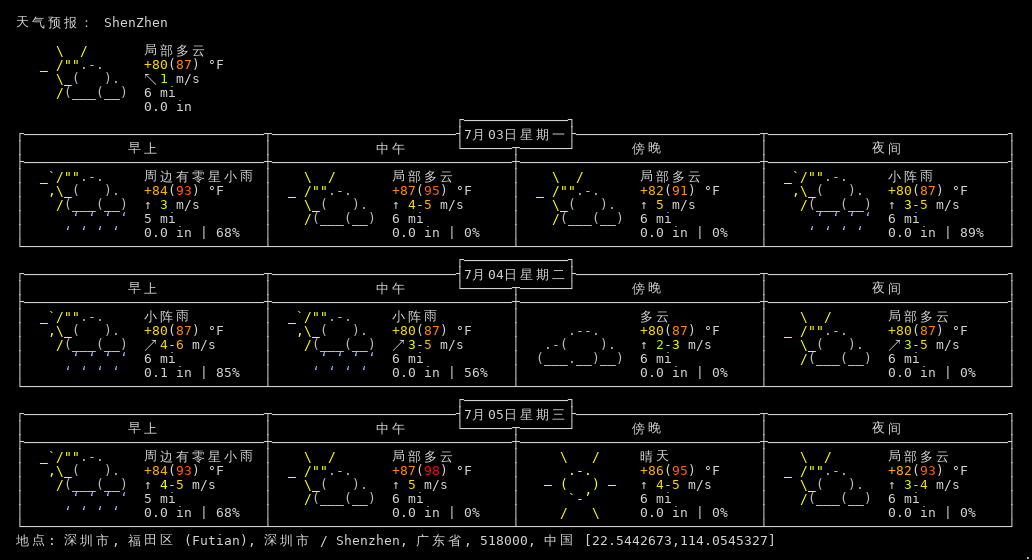 天气预报： ShenZhen
局部多云
+80(87) °F
↖ 1 m/s
6 mi
0.0 in
7月03日星期一
早上 中午 傍晚 夜间
周边有零星小雨 局部多云 局部多云 小阵雨
+84(93) °F +87(95) °F +82(91) °F +80(87) °F
↑ 3 m/s ↑ 4-5 m/s ↑ 5 m/s ↑ 3-5 m/s
5 mi 6 mi 6 mi 6 mi
0.0 in | 68% 0.0 in | 0% 0.0 in | 0% 0.0 in | 89%
7月04日星期二
早上 中午 傍晚 夜间
小阵雨 小阵雨 多云 局部多云
+80(87) °F +80(87) °F +80(87) °F +80(87) °F
↗ 4-6 m/s ↗ 3-5 m/s ↑ 2-3 m/s ↗ 3-5 m/s
6 mi 6 mi 6 mi 6 mi
0.1 in | 85% 0.0 in | 56% 0.0 in | 0% 0.0 in | 0%
7月05日星期三
早上 中午 傍晚 夜间
周边有零星小雨 局部多云 晴天 局部多云
+84(93) °F +87(98) °F +86(95) °F +82(93) °F
↑ 4-5 m/s ↑ 5 m/s ↑ 4-5 m/s ↑ 3-4 m/s
5 mi 6 mi 6 mi 6 mi
0.0 in | 68% 0.0 in | 0% 0.0 in | 0% 0.0 in | 0%
地点: 深圳市, 福田区 (Futian), 深圳市 / Shenzhen, 广东省, 518000, 中国 [22.5442673,114.0545327]